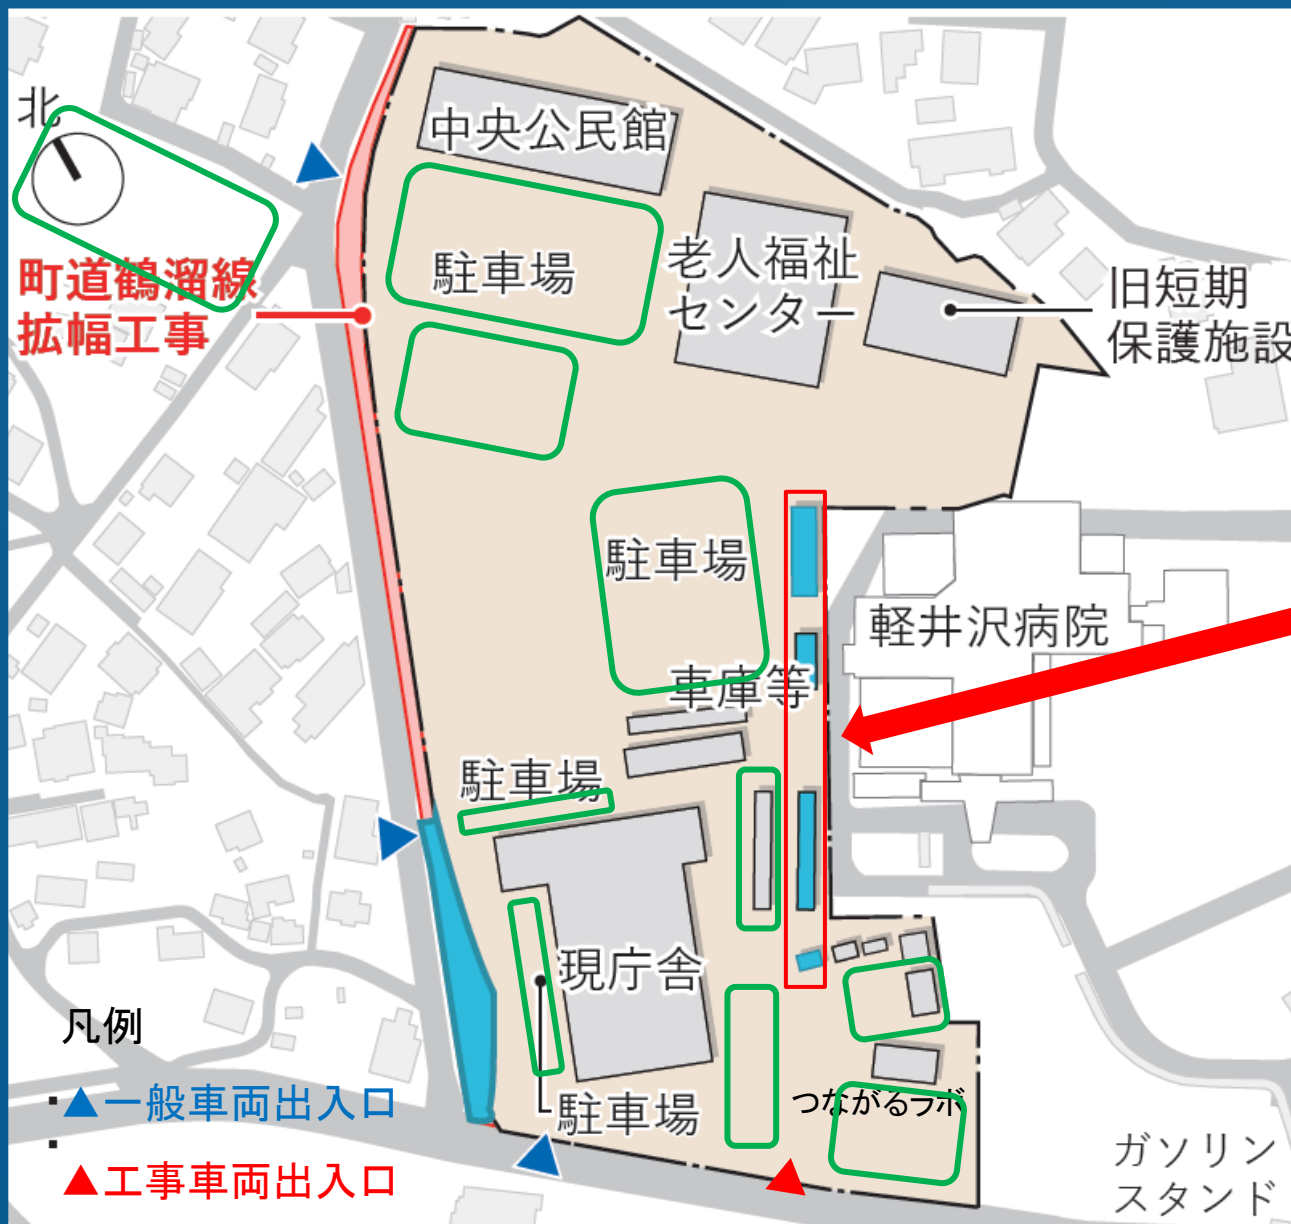 北
中央公民館
駐車場
老人福祉
センター
旧短期
保護施設
町道鶴溜線
拡幅工事
駐車場
軽井沢病院
車庫等
駐車場
現庁舎
駐車場
つながるラボ
ガソリン
スタンド
凡例
▲一般車両出入口
▲工事車両出入口